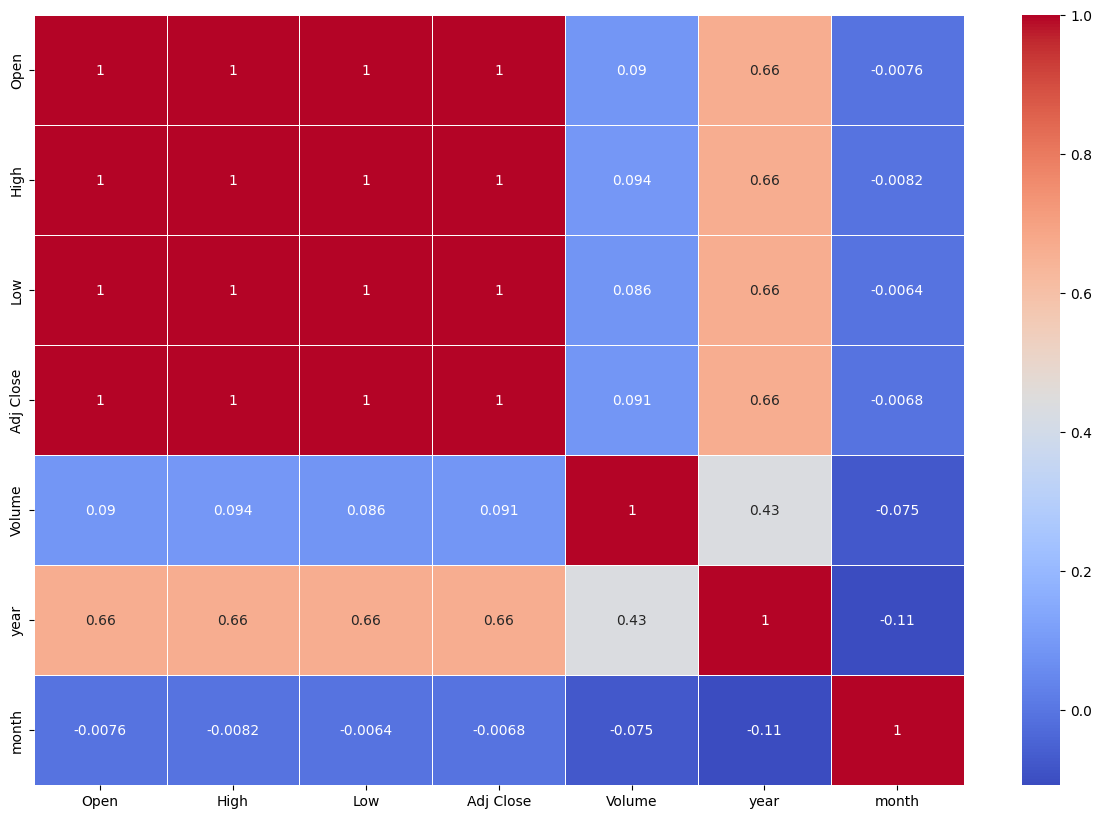 Open 1 1 1 1 0.09 0.66 -0.0076
High 1 1 1 1 0.094 0.66 -0.0082
Low 1 1 1 1 0.086 0.66 -0.0064
Adj Close 1 1 1 1 0.091 0.66 -0.0068
Volume 0.09 0.094 0.086 0.091 1 0.43 -0.075
year 0.66 0.66 0.66 0.66 0.43 1 -0.11
month -0.0076 -0.0082 -0.0064 -0.0068 -0.075 -0.11 1
Open High Low Adj Close Volume year month
1.0
0.8
0.6
0.4
0.2
0.0